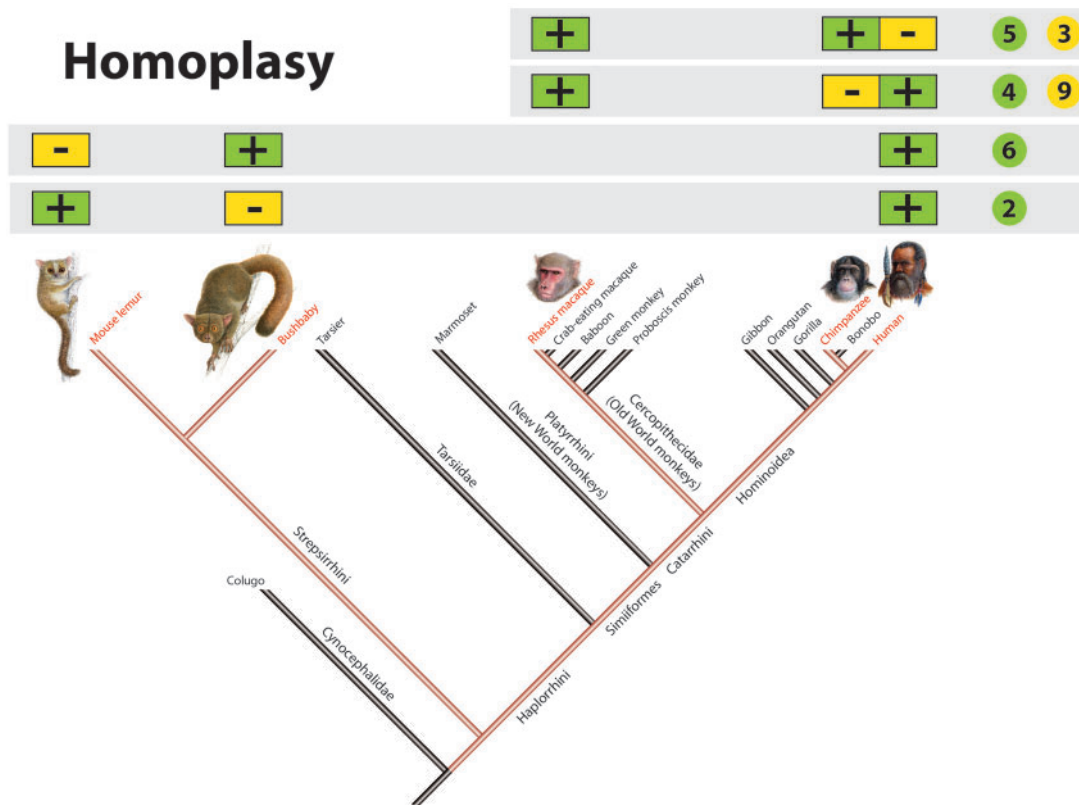 Homoplasy
+ + - 5 3
+ - + 4 9
- + + 6
+ - + 2
Mouse lemur
Bushbaby
Tarsier
Marmoset
Rhesus macaque
Crab-eating macaque
Baboon
Green monkey
Proboscis monkey
Gibbon
Orangutan
Gorilla
Chimpanzee
Bonobo
Human
Cercopithecidae
(Old World monkeys)
Platyrrhini
(New World monkeys)
Tarsiidae
Hominoidea
Strepsirrhini
Catarrhini
Simiiformes
Colugo
Cynocephalidae
Haplorrhini